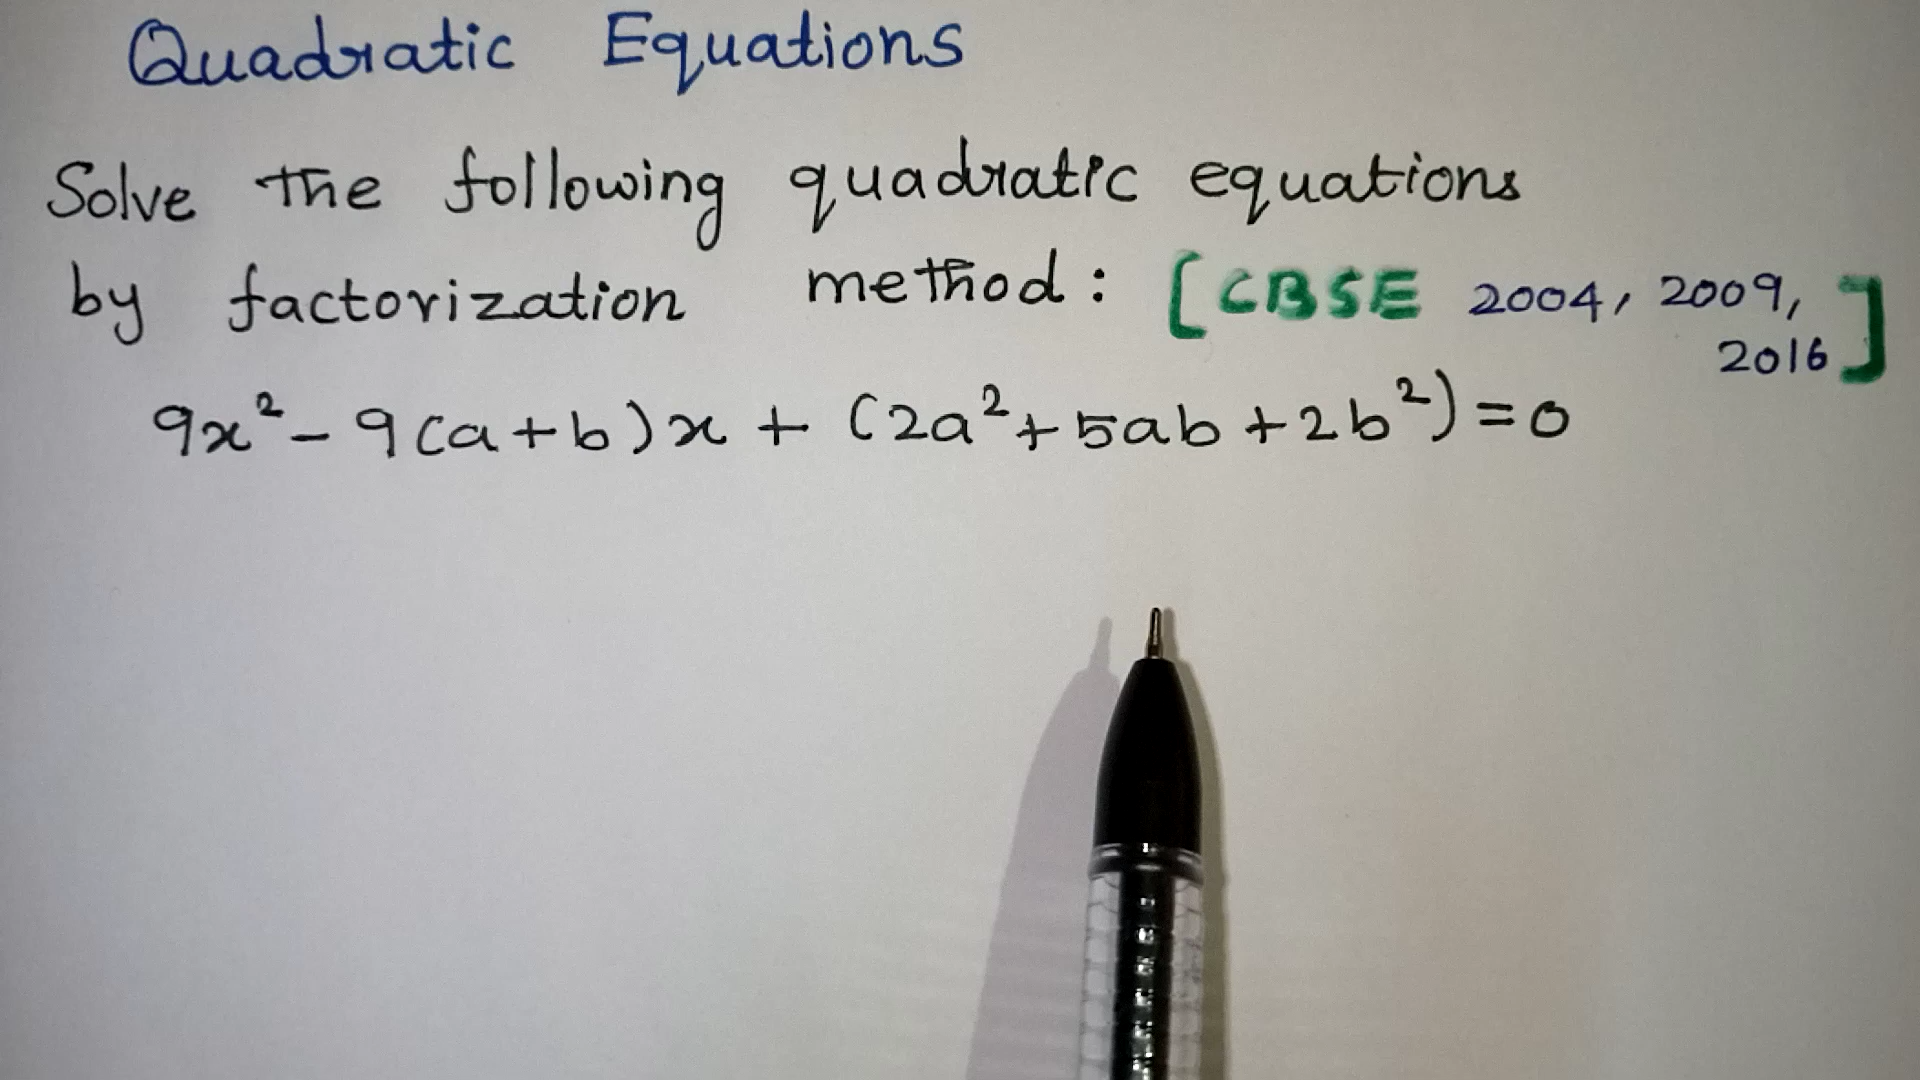 Quadratic Equations
Solve the following quadratic equations
by factorization method: [CBSE 2004, 2009,
2016]
9x² - 9(a+b)x + (2a² + 5ab + 2b²) = 0